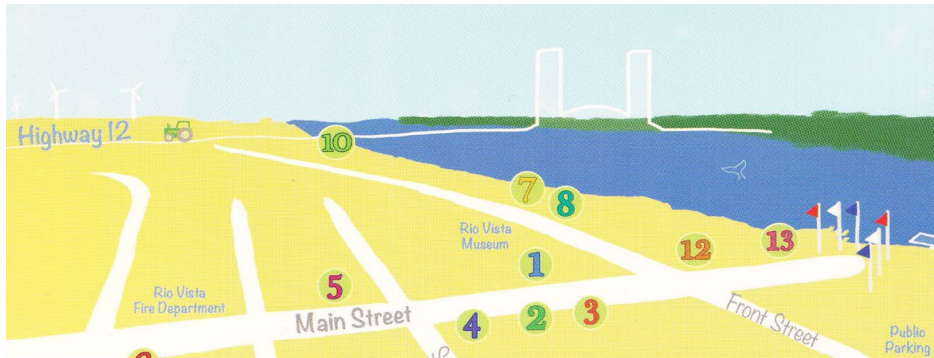 Highway 12
10
7
8
Rio Vista
Museum
12
13
1
5
Rio Vista
Fire Department
Main Street
4
2
3
Front Street
Public
Parking